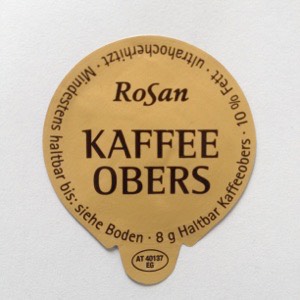 RoSan
KAFFEE
OBERS
Mindestens haltbar bis: siehe Boden · 8 g Haltbar Kaffeeobers · 10% Fett · ultrahocherhitzt ·
AT 40137
EG